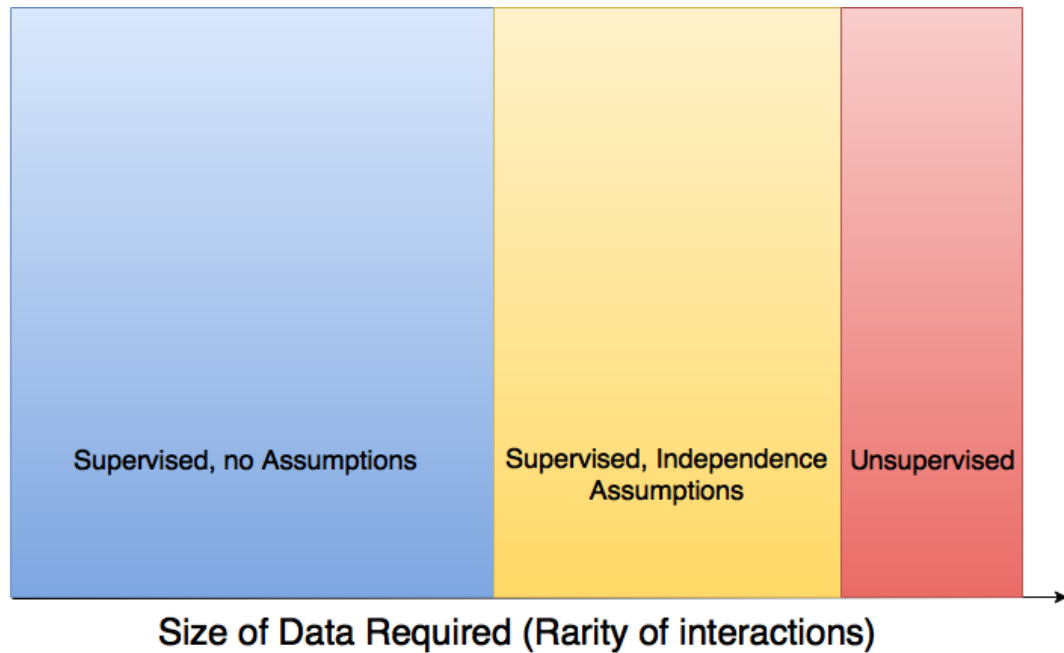 Supervised, no Assumptions
Supervised, Independence
Assumptions
Unsupervised
Size of Data Required (Rarity of interactions)